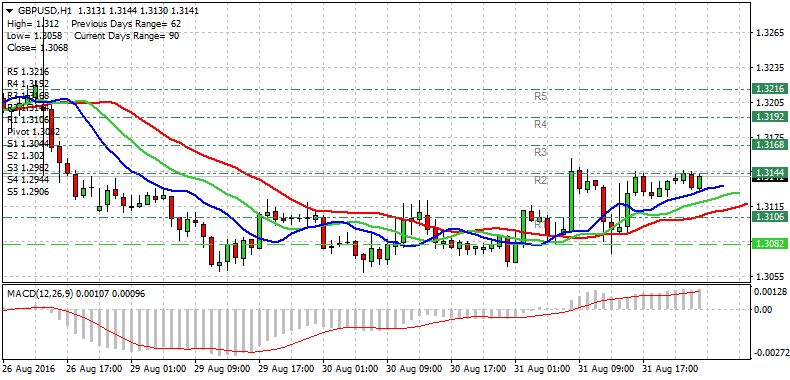 GBPUSD,H1 1.3131 1.3144 1.3130 1.3141
High= 1.312 Previous Days Range= 62
Low= 1.3058 Current Days Range= 90
Close= 1.3068
R5 1.3216
R4 1.3192
R3 1.3168
R1 1.3106
Pivot 1.3082
S1 1.3044
S2 1.302
S3 1.2982
S4 1.2944
S5 1.2906
R5
R4
R3
R2
1.3265
1.3235
1.3216
1.3205
1.3192
1.3175
1.3168
1.3144
1.3115
1.3106
1.3082
1.3055
MACD(12,26,9) 0.00107 0.00096
0.00128
0.00
-0.00272
26 Aug 2016
26 Aug 17:00
29 Aug 01:00
29 Aug 09:00
29 Aug 17:00
30 Aug 01:00
30 Aug 09:00
30 Aug 17:00
31 Aug 01:00
31 Aug 09:00
31 Aug 17:00